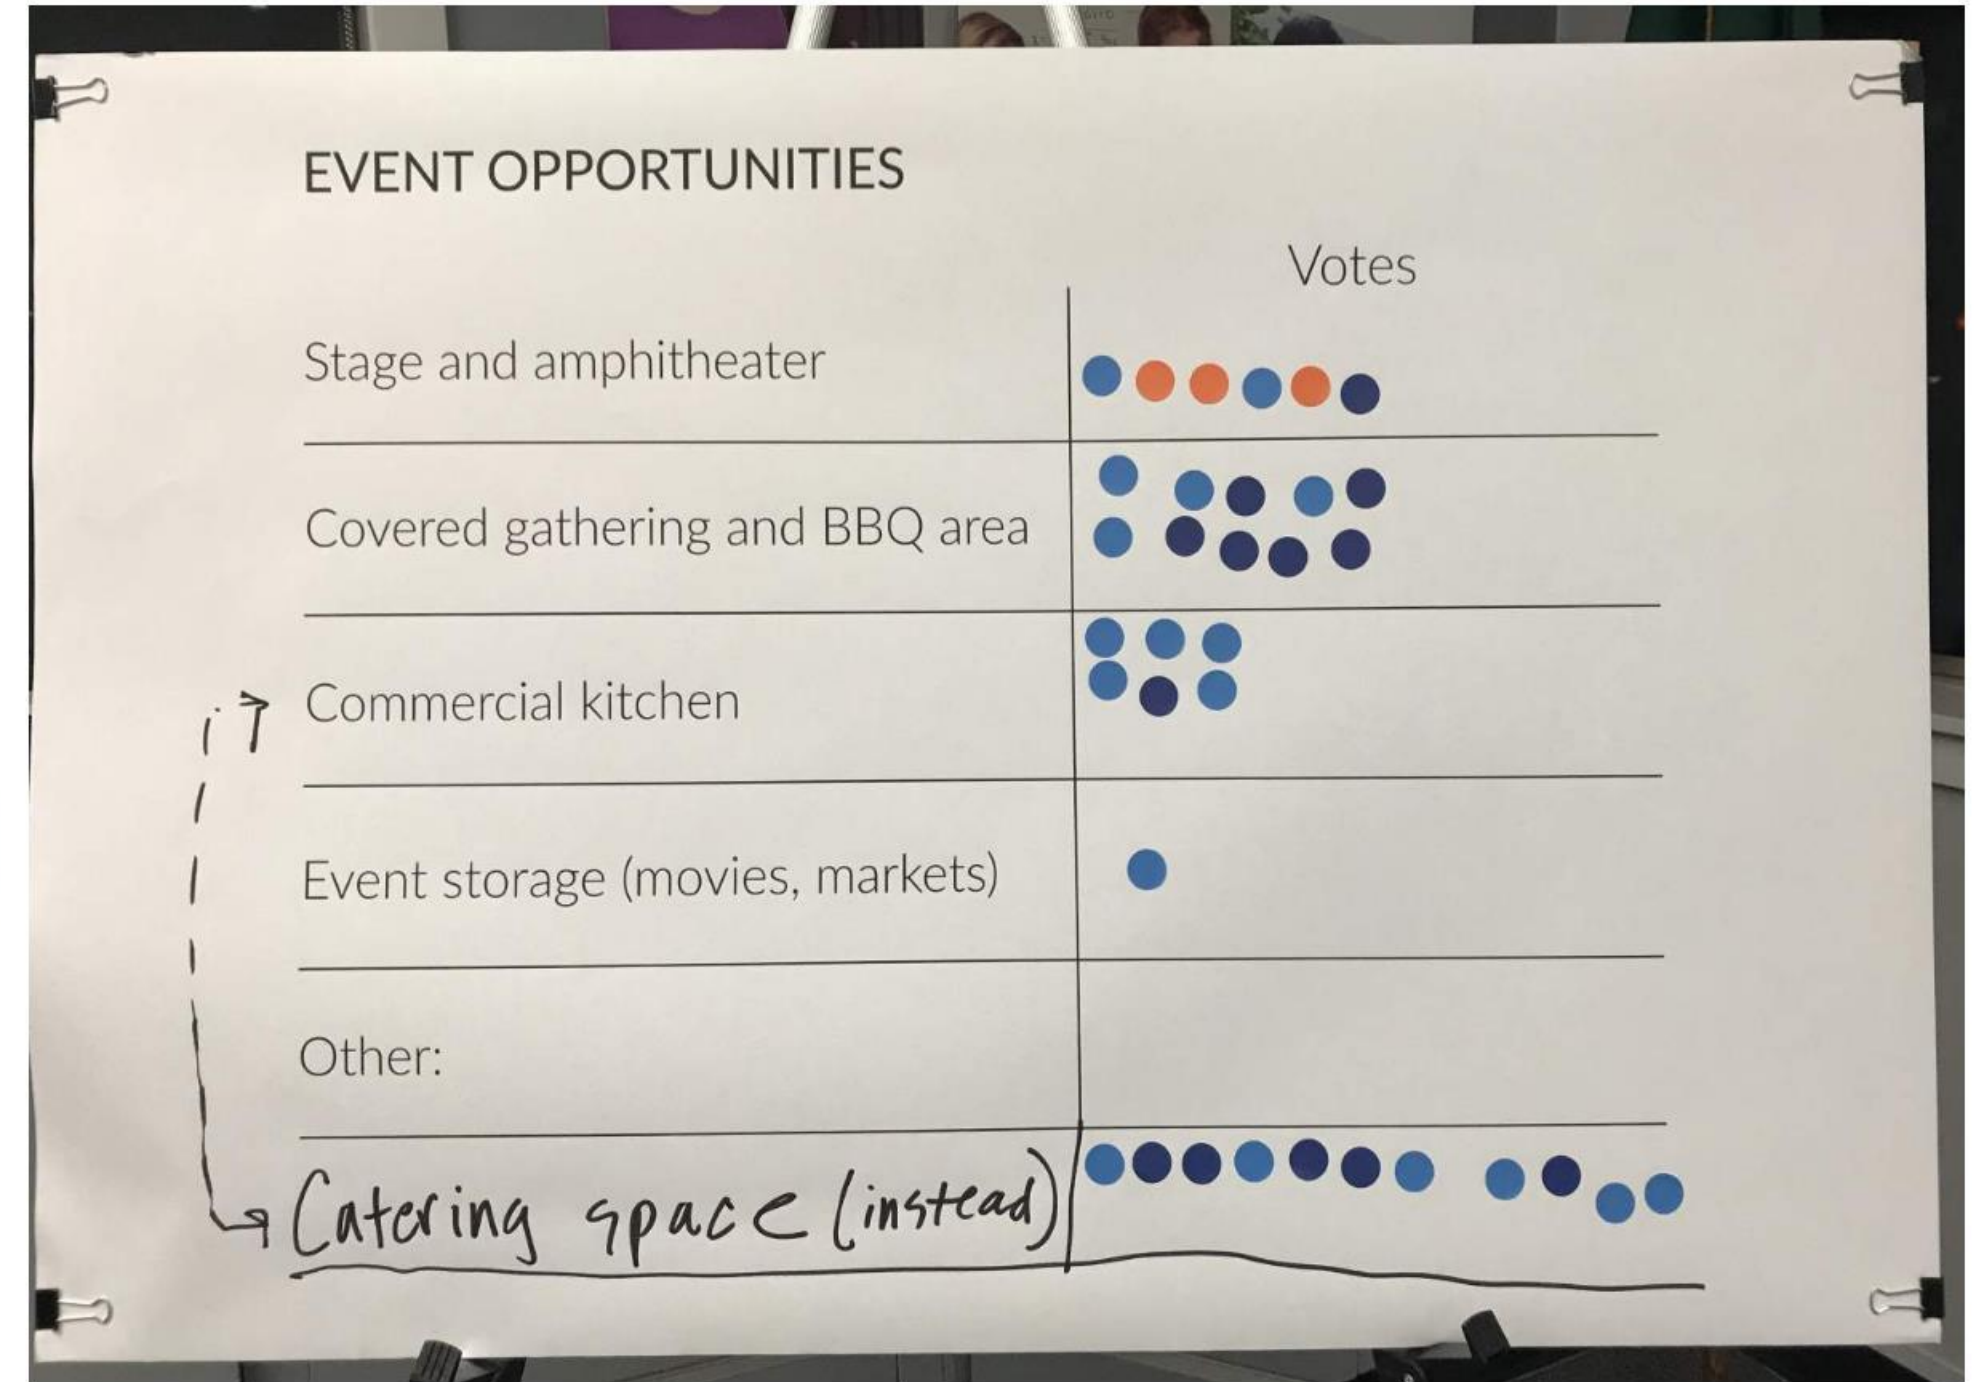 EVENT OPPORTUNITIES
Votes
Stage and amphitheater
Covered gathering and BBQ area
Commercial kitchen
Event storage (movies, markets)
Other:
Catering space (instead)